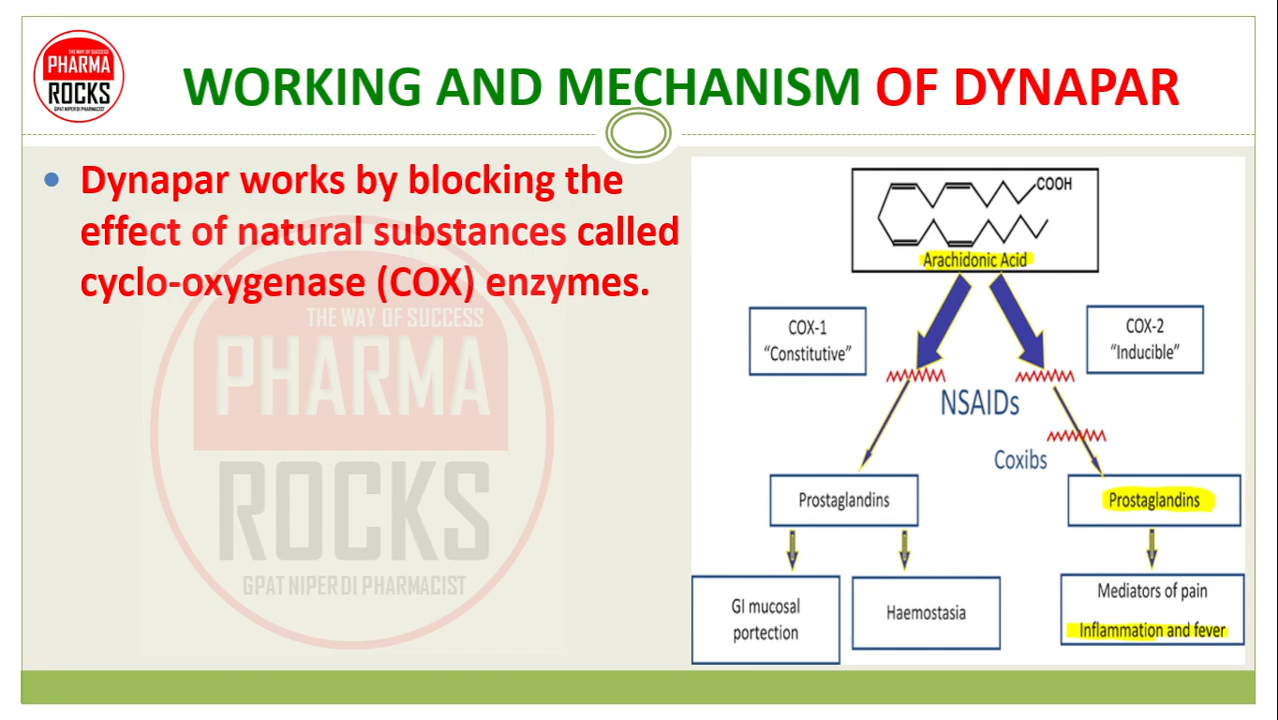 THE WAY OF SUCCESS
PHARMA
ROCKS
GPAT NIPER DI PHARMACIST
WORKING AND MECHANISM OF DYNAPAR
• Dynapar works by blocking the
effect of natural substances called
cyclo-oxygenase (COX) enzymes.
THE WAY OF SUCCESS
PHARMA
ROCKS
GPAT NIPER DI PHARMACIST
COOH
Arachidonic Acid
COX-1
“Constitutive”
COX-2
“Inducible”
NSAIDs
Coxibs
Prostaglandins
Prostaglandins
GI mucosal
portection
Haemostasia
Mediators of pain
Inflammation and fever